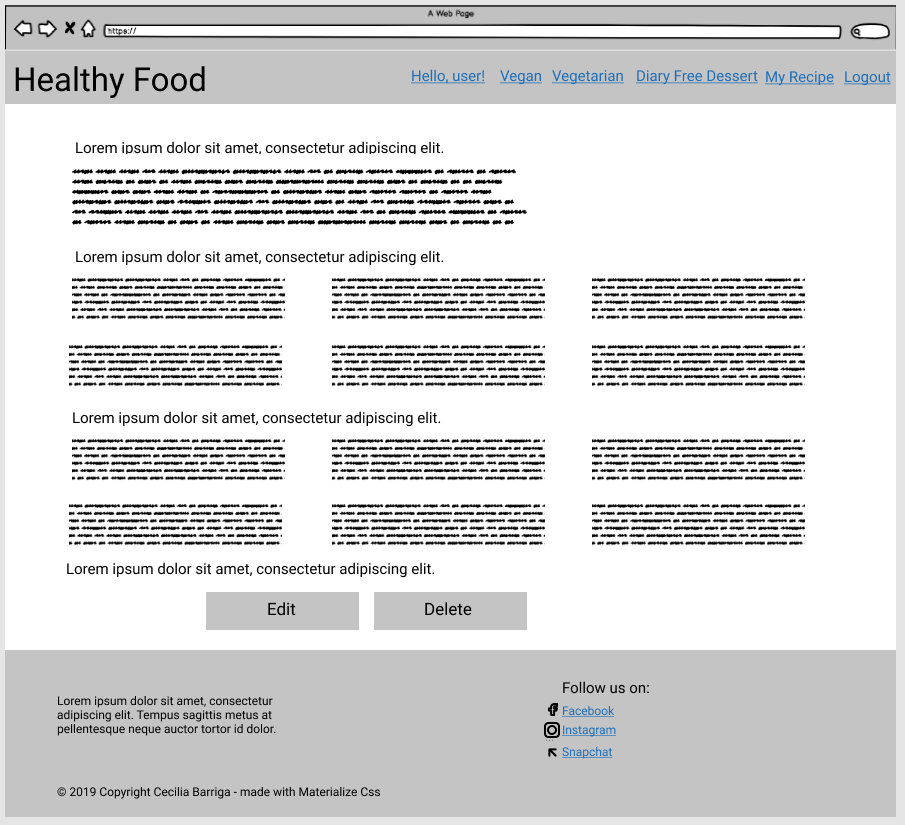 A Web Page
https://
Healthy Food
Hello, user! Vegan Vegetarian Diary Free Dessert My Recipe Logout
Lorem ipsum dolor sit amet, consectetur adipiscing elit.
Lorem ipsum dolor sit amet, consectetur adipiscing elit.
Lorem ipsum dolor sit amet, consectetur adipiscing elit.
Lorem ipsum dolor sit amet, consectetur adipiscing elit.
Edit Delete
Lorem ipsum dolor sit amet, consectetur
adipiscing elit. Tempus sagittis metus at
pellentesque neque auctor tortor id dolor.
Follow us on:
Facebook
Instagram
Snapchat
© 2019 Copyright Cecilia Barriga - made with Materialize Css